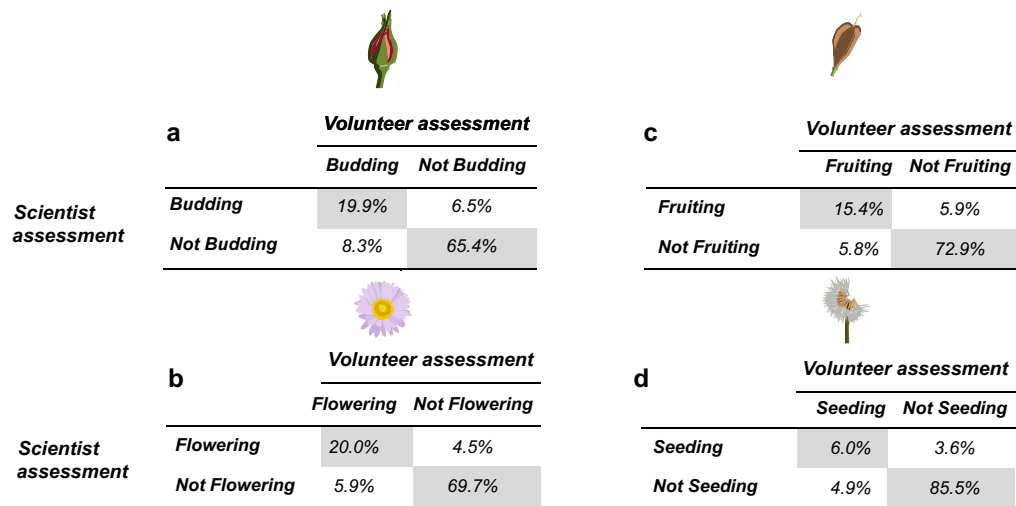 a
Volunteer assessment
Budding Not Budding
Scientist assessment
Budding 19.9% 6.5%
Not Budding 8.3% 65.4%
c
Volunteer assessment
Fruiting Not Fruiting
Fruiting 15.4% 5.9%
Not Fruiting 5.8% 72.9%
b
Volunteer assessment
Flowering Not Flowering
Scientist
assessment
Flowering 20.0% 4.5%
Not Flowering 5.9% 69.7%
d
Volunteer assessment
Seeding Not Seeding
Seeding 6.0% 3.6%
Not Seeding 4.9% 85.5%